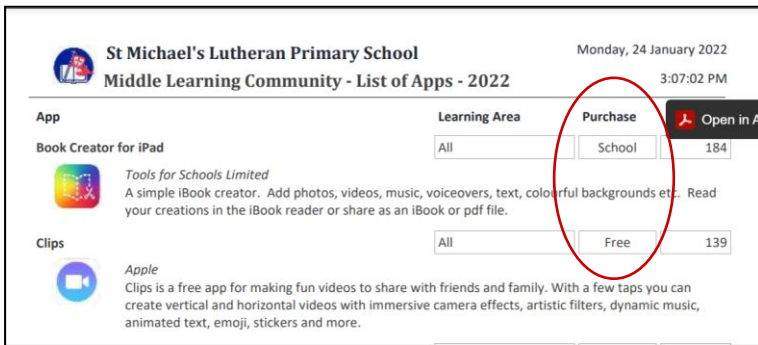 St Michael's Lutheran Primary School Monday, 24 January 2022
Middle Learning Community - List of Apps - 2022 3:07:02 PM
App Learning Area Purchase Open in A
Book Creator for iPad All School 184
Tools for Schools Limited
A simple iBook creator. Add photos, videos, music, voiceovers, text, colourful backgrounds etc. Read
your creations in the iBook reader or share as an iBook or pdf file.
Clips All Free 139
Apple
Clips is a free app for making fun videos to share with friends and family. With a few taps you can
create vertical and horizontal videos with immersive camera effects, artistic filters, dynamic music,
animated text, emoji, stickers and more.